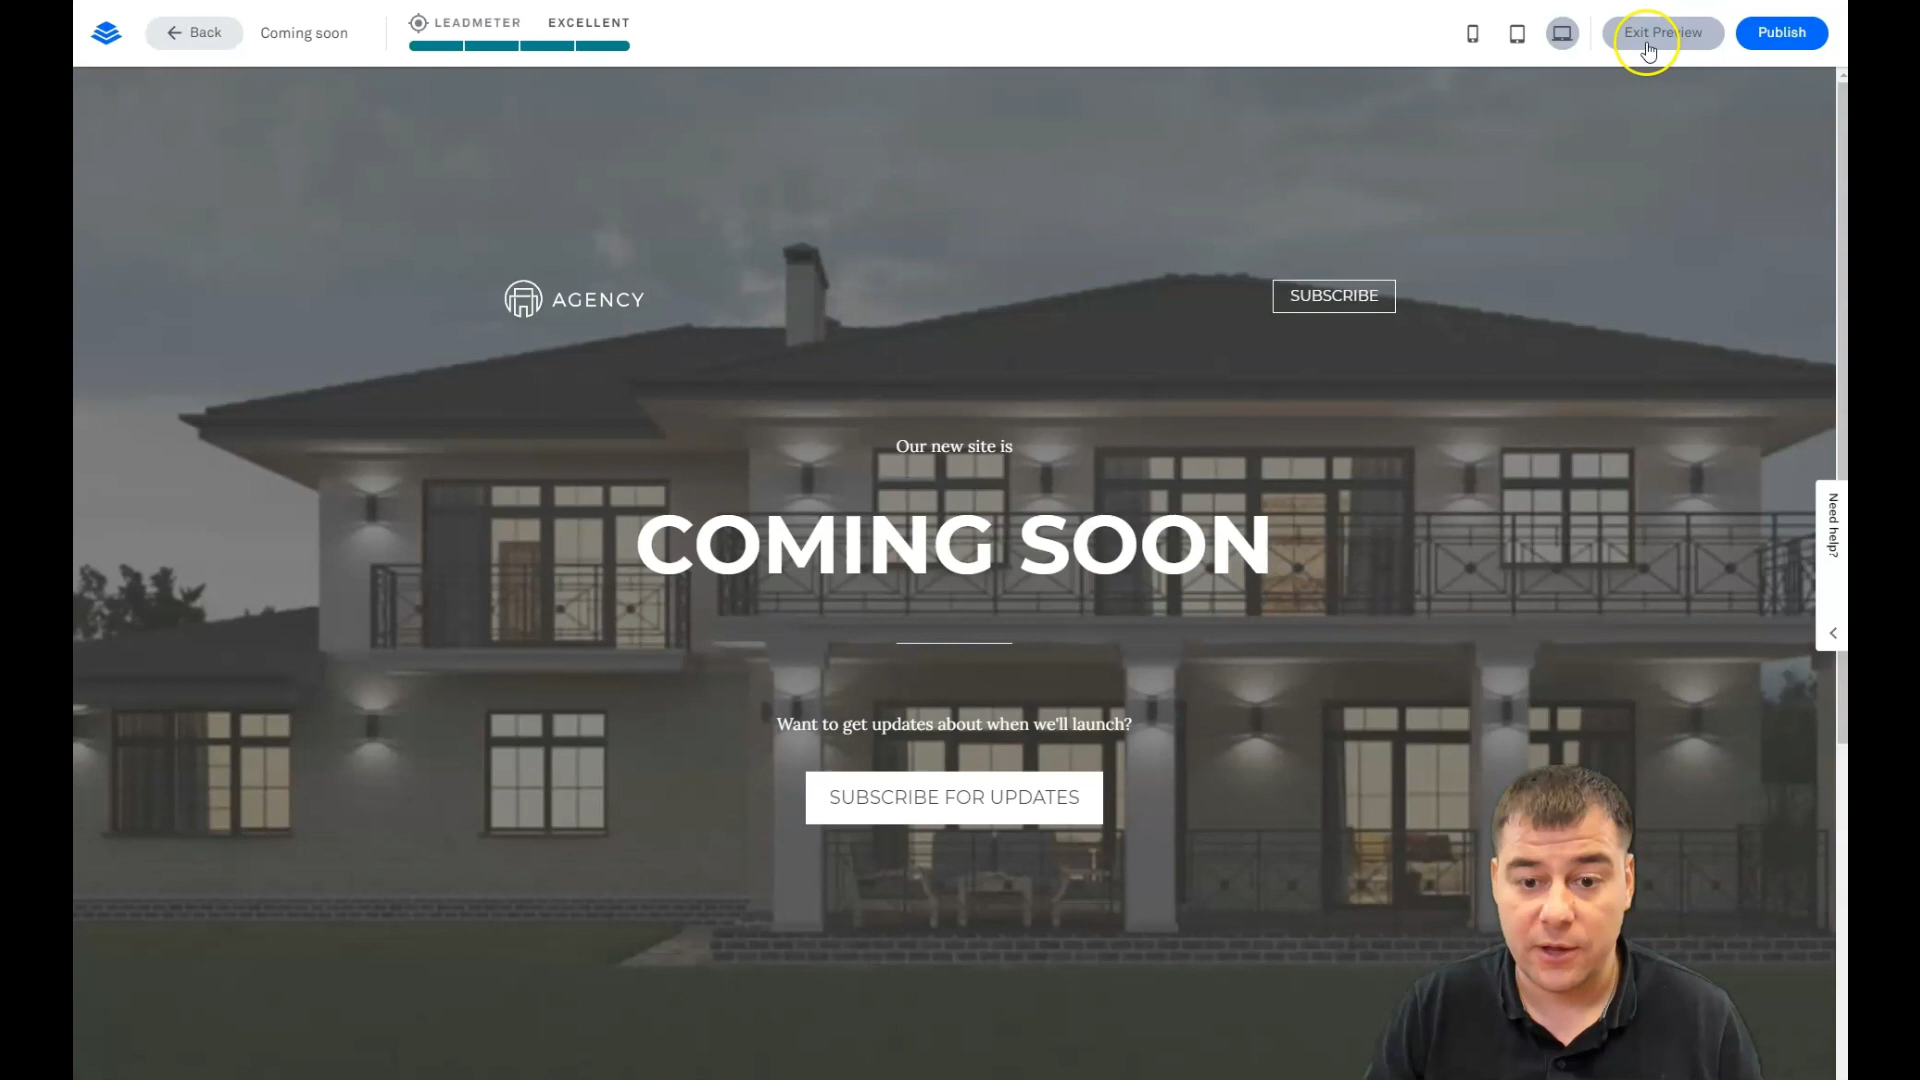 Back
Coming soon
LEADMETER EXCELLENT
Exit Preview
Publish
AGENCY
SUBSCRIBE
Our new site is
COMING SOON
Need help?
Want to get updates about when we'll launch?
SUBSCRIBE FOR UPDATES